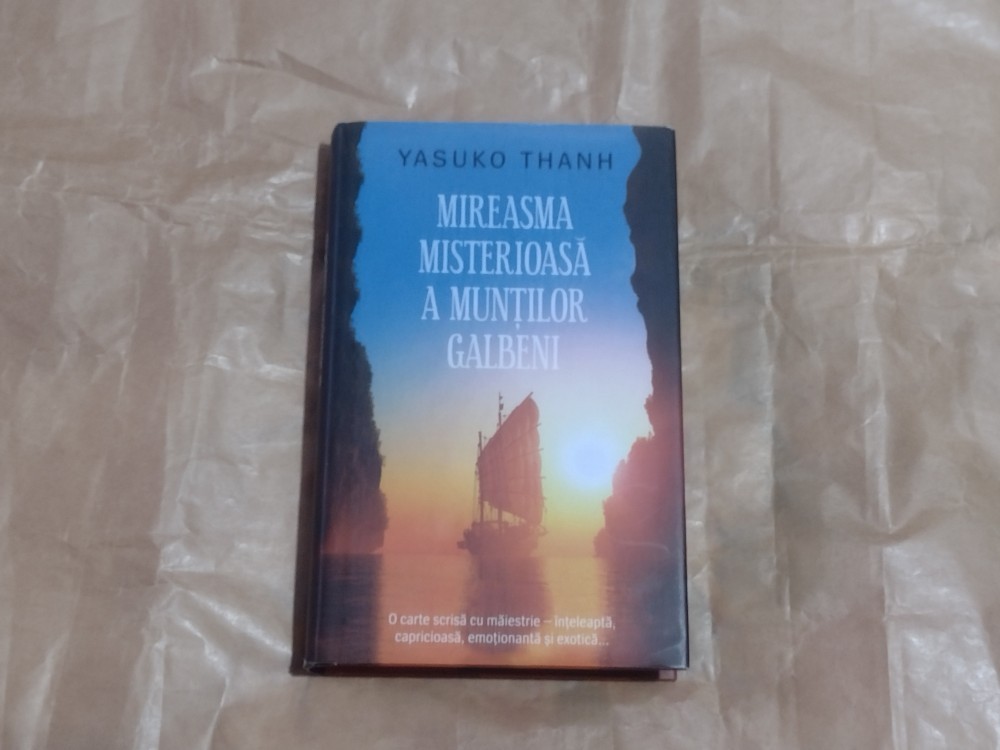 YASUKO THANH
MIREASMA
MISTERIOASĂ
A MUNȚILOR
GALBENI
O carte scrisă cu măiestrie – înțeleaptă,
capricioasă, emoționantă și exotică...